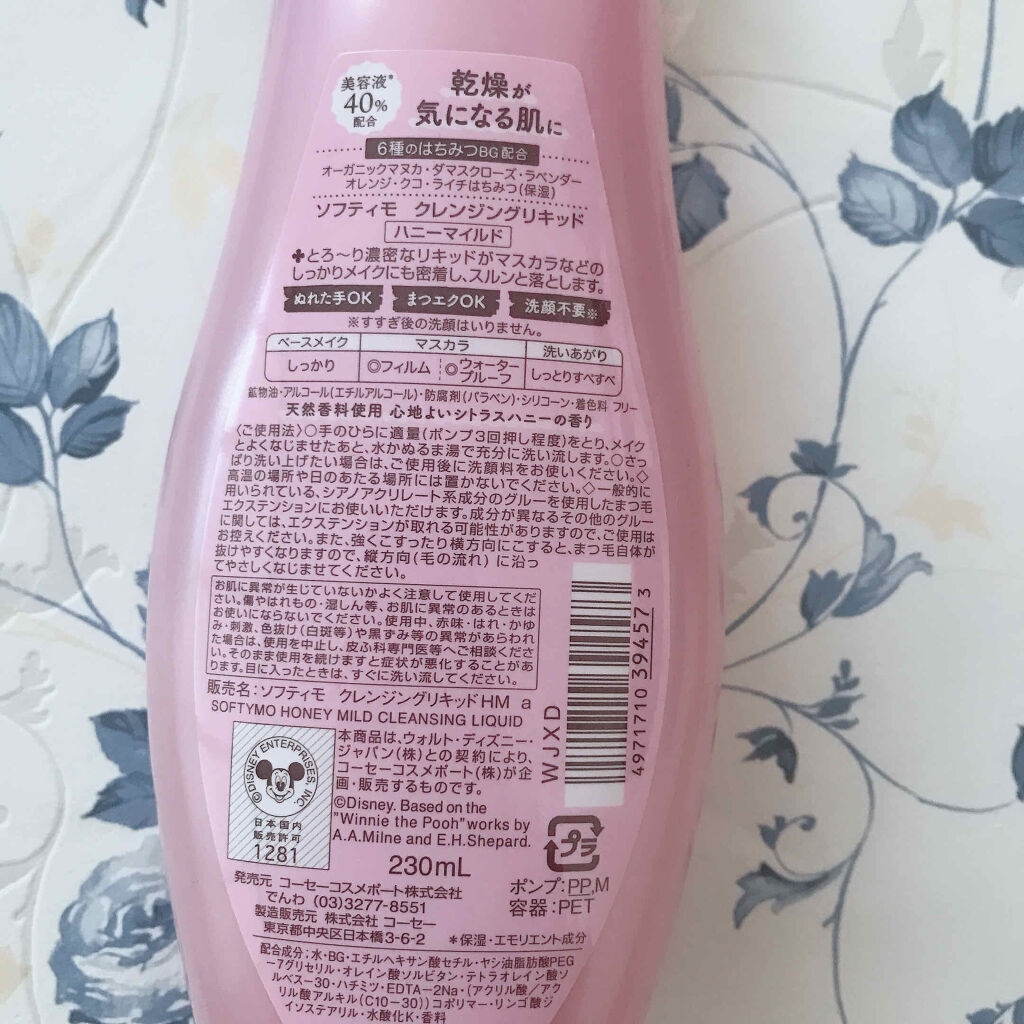 美容液*
40%
配合
乾燥が
気になる肌に
6種のはちみつBG配合
オーガニックマヌカ・ダマスクローズ・ラベンダー
オレンジ・クコ・ライチはちみつ(保湿)
ソフティモ クレンジングリキッド
ハニーマイルド
✤とろ～り濃密なリキッドがマスカラなどの
しっかりメイクにも密着し、スルンと落とします。
ぬれた手OK まつエクOK 洗顔不要※
※すすぎ後の洗顔はいりません。
ベースメイク マスカラ 洗いあがり
しっかり ◎フィルム ◎ウォータープルーフ しっとりすべすべ
鉱物油・アルコール(エチルアルコール)・防腐剤(パラベン)・シリコーン・着色料 フリー
天然香料使用 心地よいシトラスハニーの香り
〈ご使用法〉○手のひらに適量(ポンプ3回押し程度)をとり、メイク
とよくなじませたあと、水かぬるま湯で充分に洗い流します。○さっ
ぱり洗い上げたい場合は、ご使用後に洗顔料をお使いください。◇
高温の場所や日のあたる場所には置かないでください。◇一般的に
用いられている、シアノアクリレート系成分のグルーを使用したまつ毛
エクステンションにお使いいただけます。成分が異なるその他のグルー
に関しては、エクステンションが取れる可能性がありますので、ご使用は
お控えください。また、強くこすったり横方向にこすると、まつ毛自体が
抜けやすくなりますので、縦方向(毛の流れ)に沿っ
てやさしくなじませてください。
お肌に異常が生じていないかよく注意して使用してくださ
い。傷やはれもの・湿しん等、お肌に異常のあるときは
お使いにならないでください。使用中、赤味・はれ・かゆ
み・刺激、色抜け(白斑等)や黒ずみ等の異常があらわれ
た場合は、使用を中止し、皮ふ科専門医等へご相談くださ
い。そのまま使用を続けますと症状が悪化することがあ
ります。目に入ったときは、すぐに洗い流してください。
販売名:ソフティモ クレンジングリキッドHM a
SOFTYMO HONEY MILD CLEANSING LIQUID
WJXD
4971710 394573
©DISNEY ENTERPRISES, INC.
日本国内
販売許可
1281
本商品は、ウォルト・ディズニー・
ジャパン(株)との契約により、
コーセーコスメポート(株)が企
画・販売するものです。
©Disney. Based on the
"Winnie the Pooh" works by
A.A.Milne and E.H.Shepard.
230mL
プラ
ポンプ:PP,M
容器:PET
発売元 コーセーコスメポート株式会社
でんわ (03)3277-8551
製造販売元 株式会社 コーセー
東京都中央区日本橋3-6-2 *保湿・エモリエント成分
配合成分;水・BG・エチルヘキサン酸セチル・ヤシ油脂肪酸PEG
-7グリセリル・オレイン酸ソルビタン・テトラオレイン酸ソ
ルベス-30・ハチミツ・EDTA-2Na・(アクリル酸/アク
リル酸アルキル(C10-30))コポリマー・リンゴ酸ジ
イソステアリル・水酸化K・香料